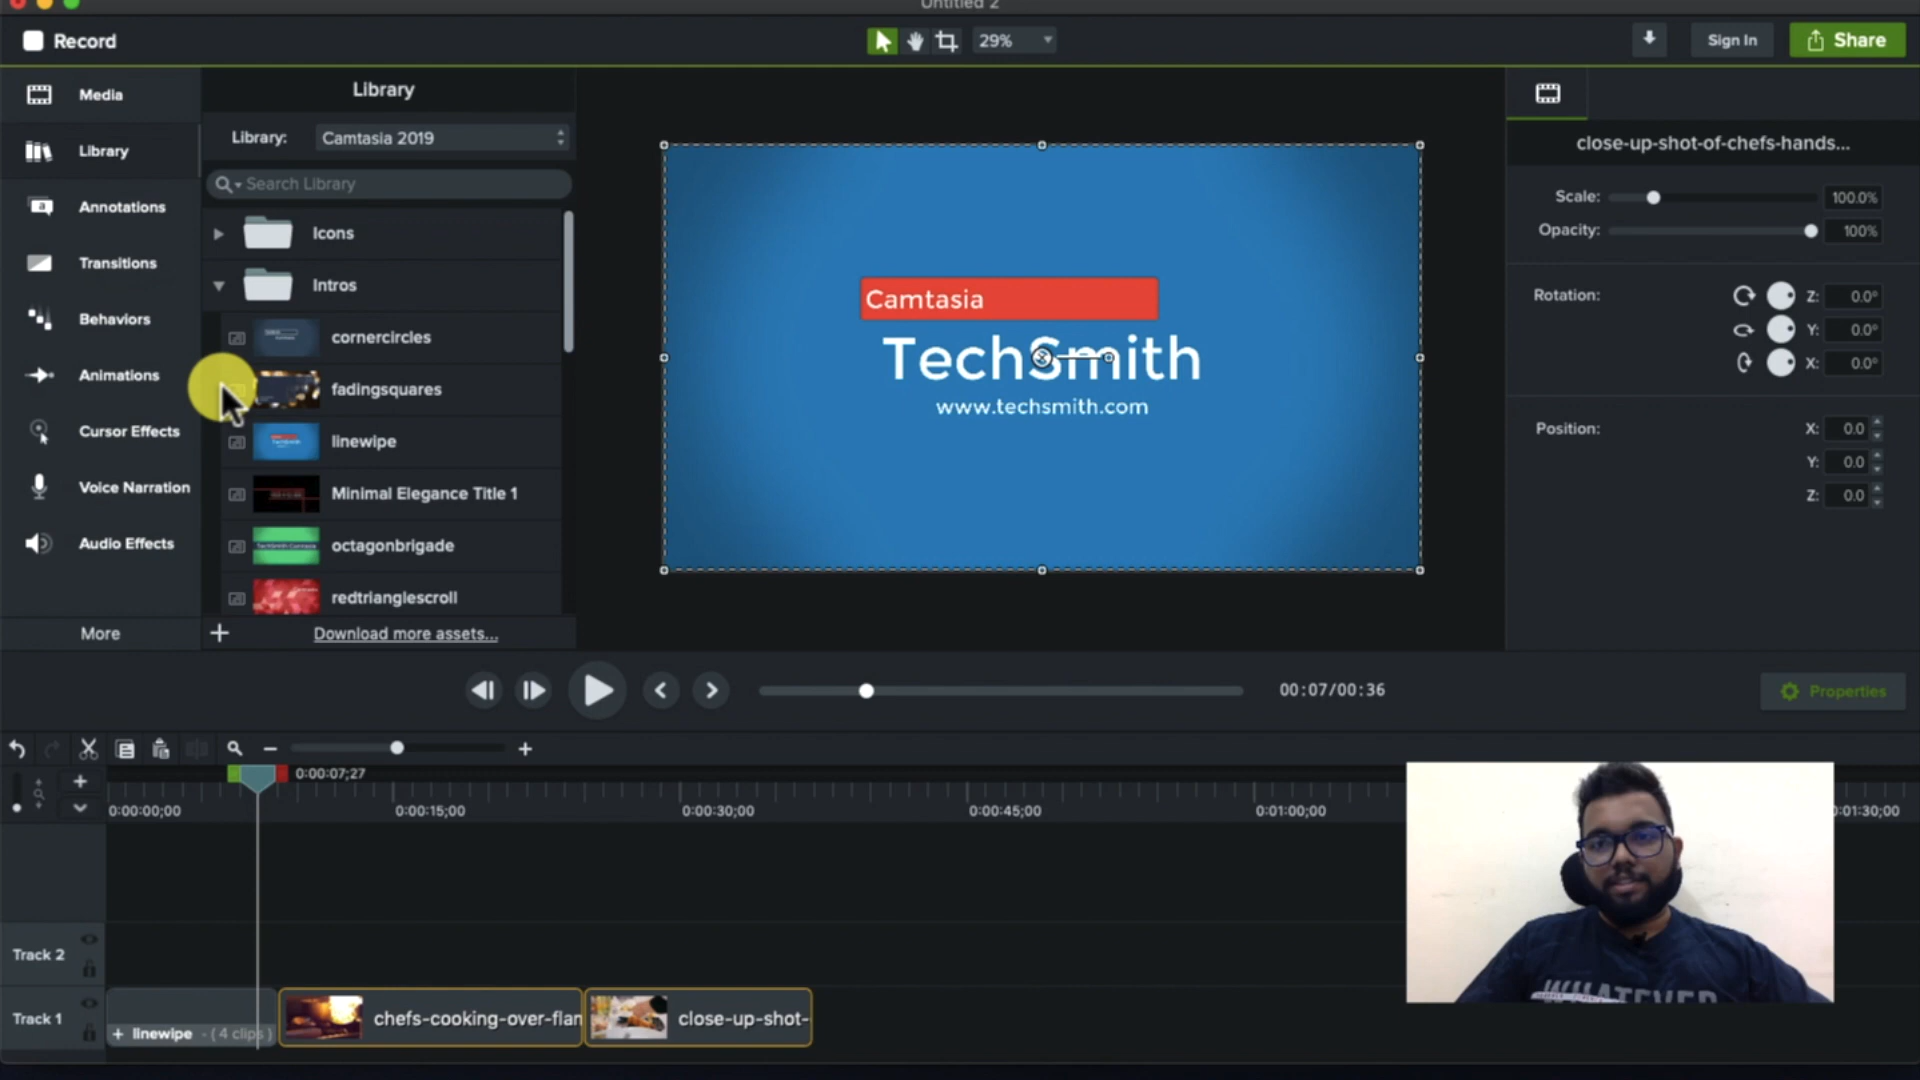 Untitled 2
Record
29%
Sign In
Share
Media
Library
Annotations
Transitions
Behaviors
Animations
Cursor Effects
Voice Narration
Audio Effects
More
Library
Library:
Camtasia 2019
Search Library
Icons
Intros
cornercircles
fadingsquares
linewipe
Minimal Elegance Title 1
octagonbrigade
redtrianglescroll
Download more assets...
Camtasia
TechSmith
www.techsmith.com
close-up-shot-of-chefs-hands...
Scale:
100.0%
Opacity:
100%
Rotation:
Z:
0.0°
Y:
0.0°
X:
0.0°
Position:
X:
0.0
Y:
0.0
Z:
0.0
00:07/00:36
Properties
0:00:07;27
0:00:00;00
0:00:15;00
0:00:30;00
0:00:45;00
0:01:00;00
0:01:30;00
Track 2
Track 1
+ linewipe - ( 4 clips )
chefs-cooking-over-flan
close-up-shot-
WHATEVER